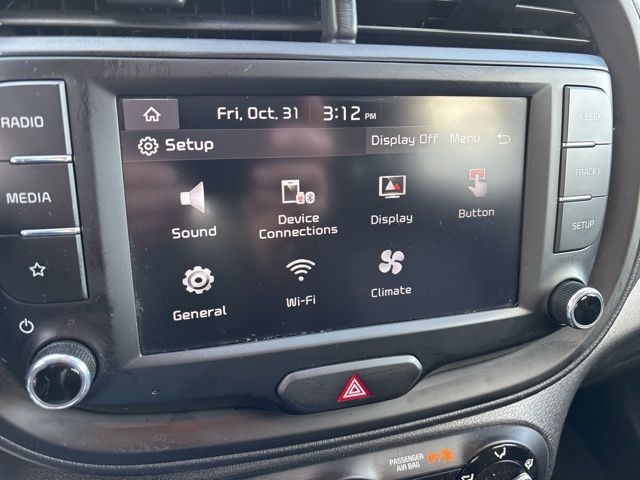 Fri, Oct. 31 3:12 PM
Setup Display Off Menu
Sound
Device
Connections
Display
Button
General
Wi-Fi
Climate
RADIO
MEDIA
< SEEK
TRACK >
SETUP
PASSENGER
AIR BAG OFF